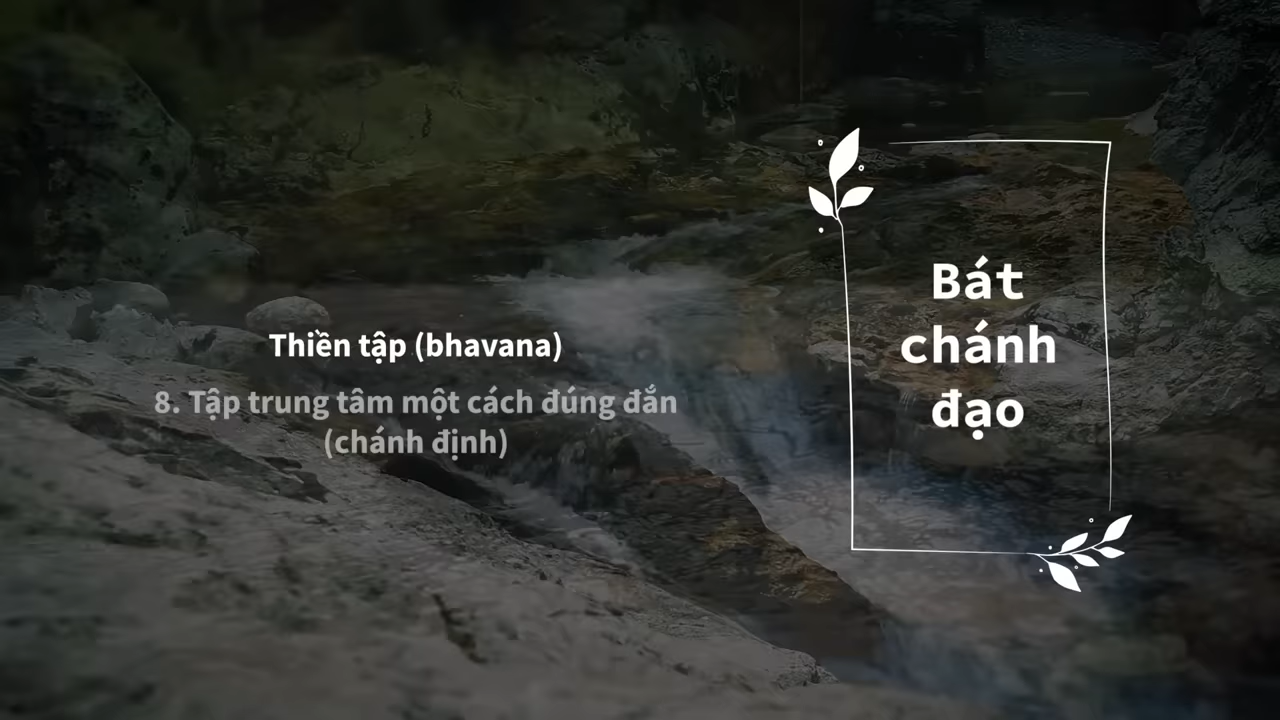 Thiền tập (bhavana)
8. Tập trung tâm một cách đúng đắn
(chánh định)
Bát
chánh
đạo